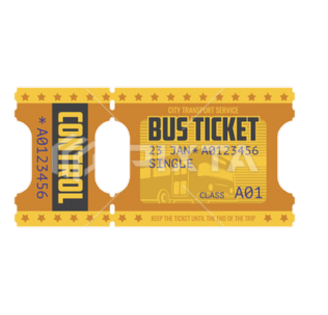 CONTROL
*A0123456
CITY TRANSPORT SERVICE
BUS TICKET
23 JAN*A0123456
SINGLE
CLASS A01
KEEP THE TICKET UNTIL THE END OF THE TRIP